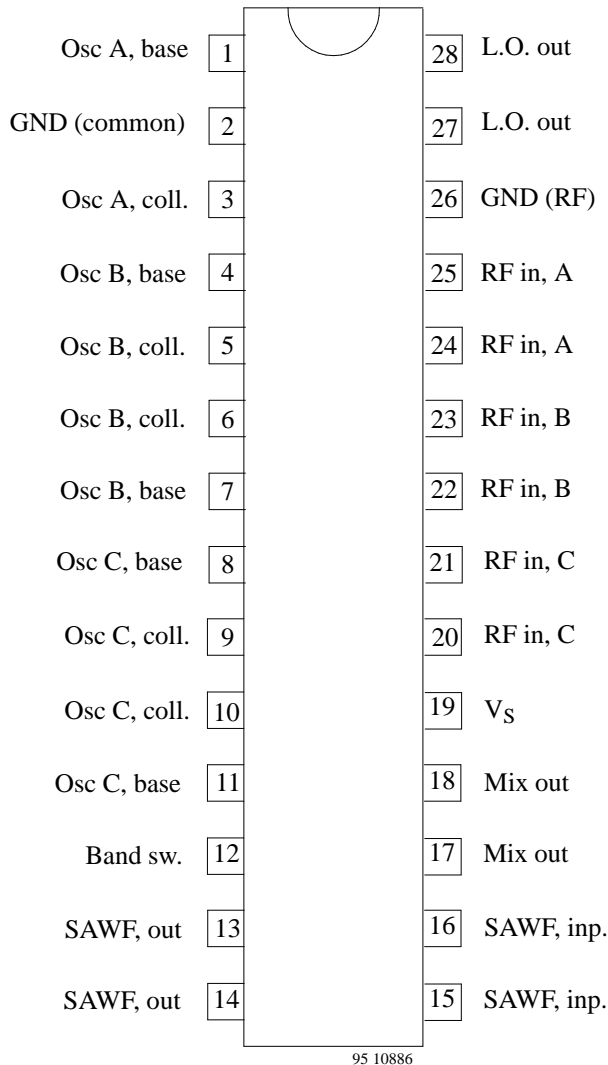 Osc A, base 1 28 L.O. out
GND (common) 2 27 L.O. out
Osc A, coll. 3 26 GND (RF)
Osc B, base 4 25 RF in, A
Osc B, coll. 5 24 RF in, A
Osc B, coll. 6 23 RF in, B
Osc B, base 7 22 RF in, B
Osc C, base 8 21 RF in, C
Osc C, coll. 9 20 RF in, C
Osc C, coll. 10 19 VS
Osc C, base 11 18 Mix out
Band sw. 12 17 Mix out
SAWF, out 13 16 SAWF, inp.
SAWF, out 14 15 SAWF, inp.
95 10886